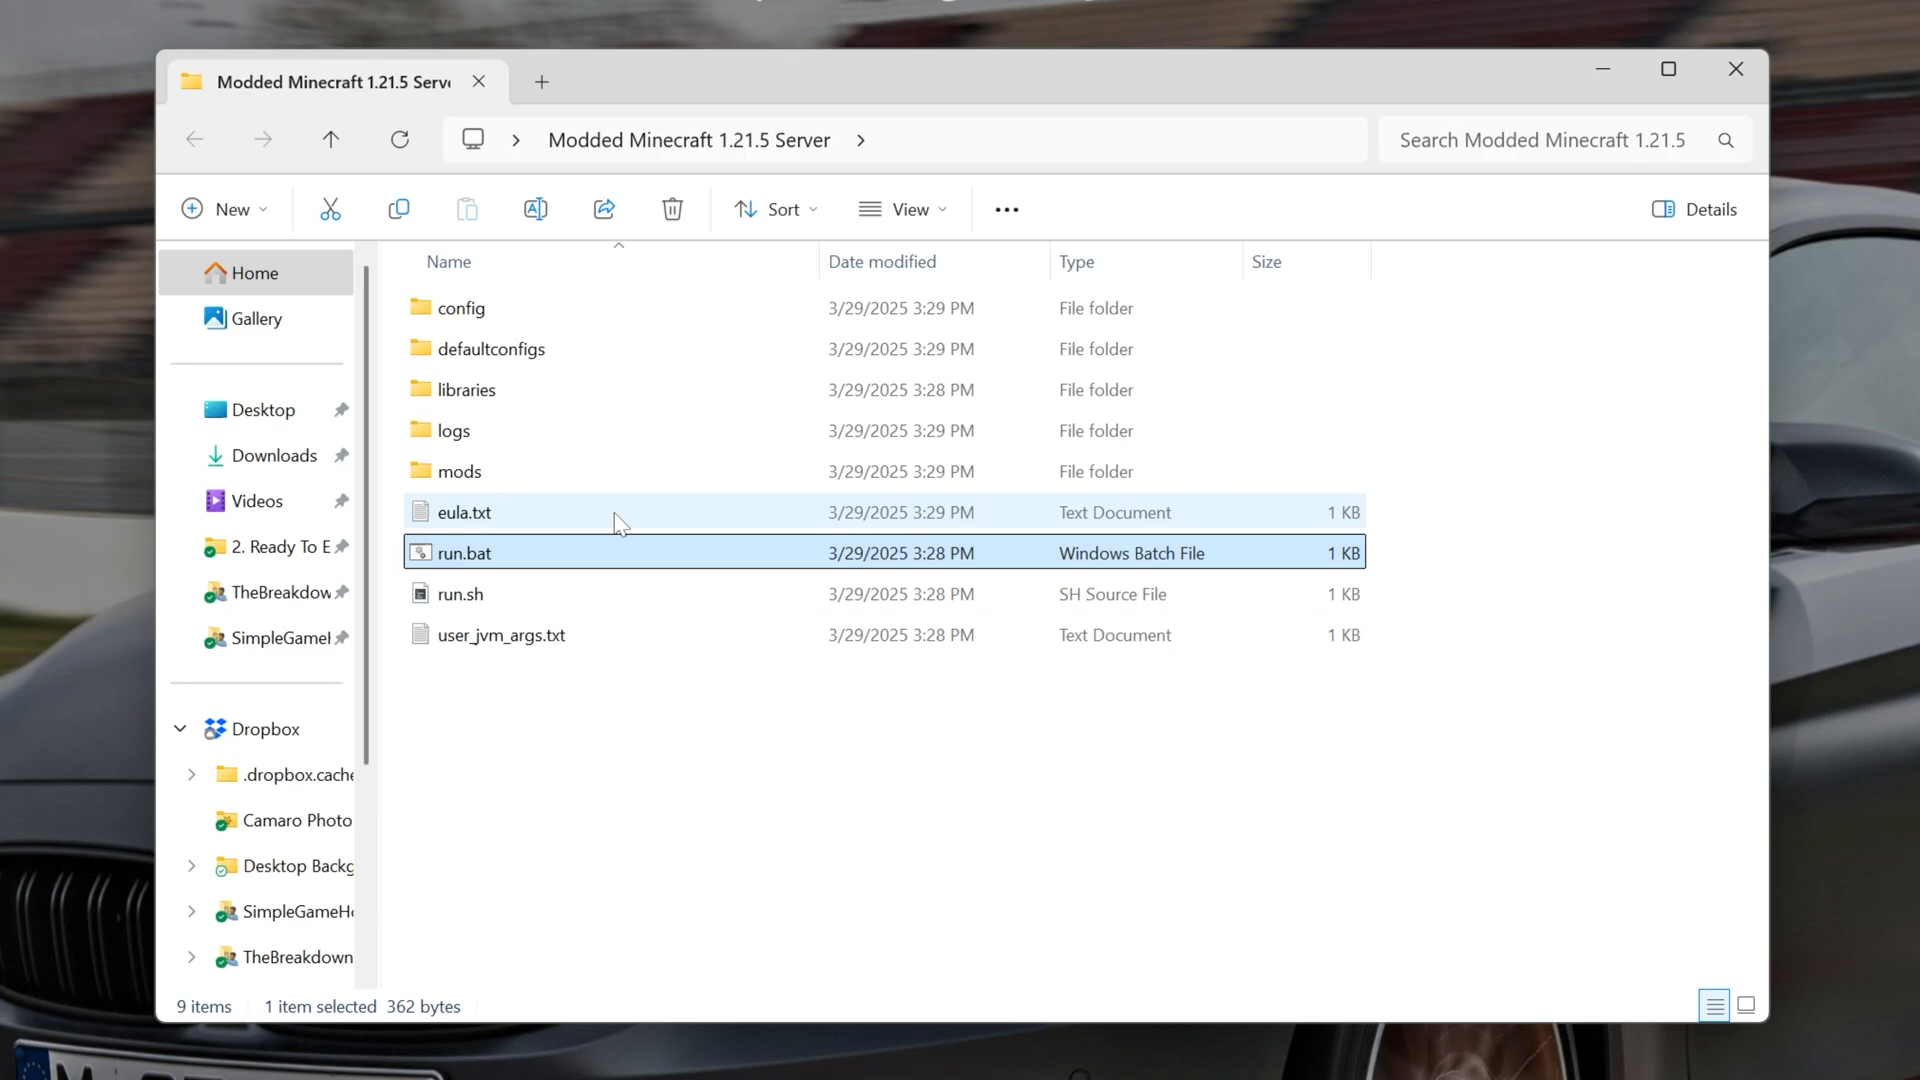 Modded Minecraft 1.21.5 Serve
Modded Minecraft 1.21.5 Server
Search Modded Minecraft 1.21.5
New
Sort
View
Details
Name
Date modified
Type
Size
Home
Gallery
Desktop
Downloads
Videos
2. Ready To E
TheBreakdow
SimpleGameH
Dropbox
.dropbox.cache
Camaro Photo
Desktop Backg
SimpleGameHo
TheBreakdown
config 3/29/2025 3:29 PM File folder
defaultconfigs 3/29/2025 3:29 PM File folder
libraries 3/29/2025 3:28 PM File folder
logs 3/29/2025 3:29 PM File folder
mods 3/29/2025 3:29 PM File folder
eula.txt 3/29/2025 3:29 PM Text Document 1 KB
run.bat 3/29/2025 3:28 PM Windows Batch File 1 KB
run.sh 3/29/2025 3:28 PM SH Source File 1 KB
user_jvm_args.txt 3/29/2025 3:28 PM Text Document 1 KB
9 items 1 item selected 362 bytes